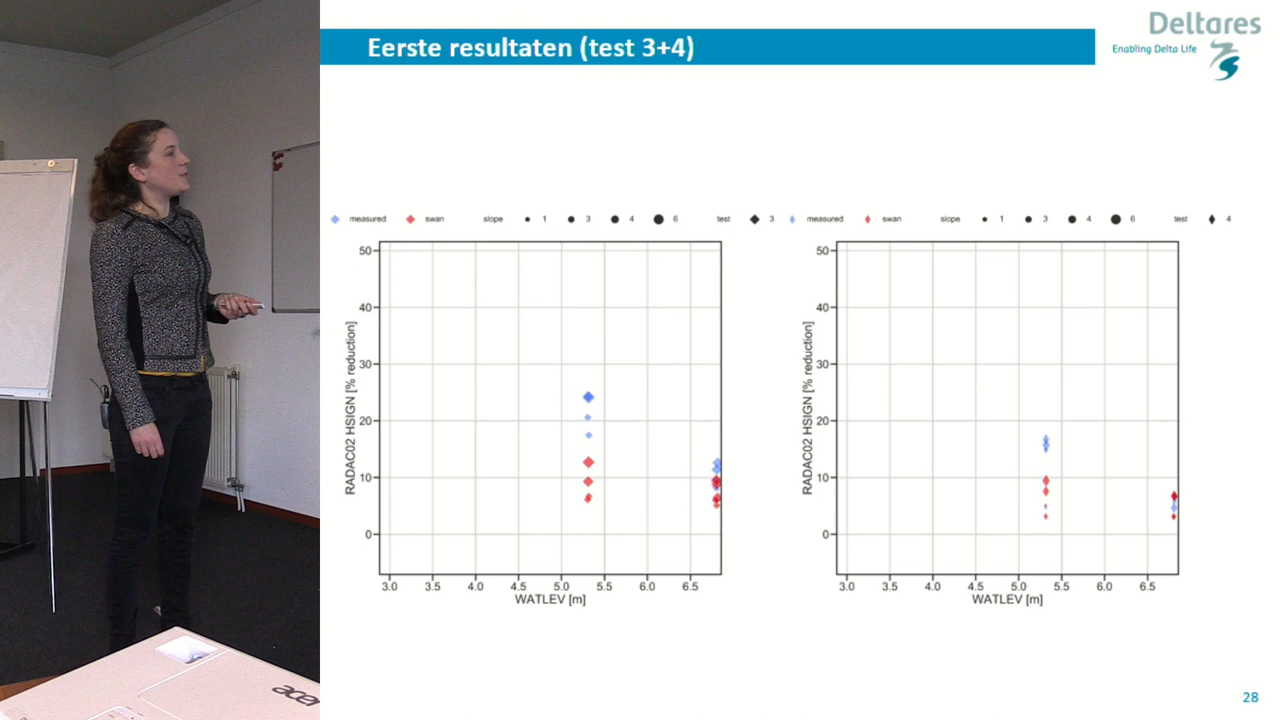 Eerste resultaten (test 3+4)
Deltares
Enabling Delta Life
measured swan slope 1 3 4 6 test 3
measured swan slope 1 3 4 6 test 4
50
40
30
20
10
0
RADAC02 HSIGN [% reduction]
3.0 3.5 4.0 4.5 5.0 5.5 6.0 6.5
WATLEV [m]
50
40
30
20
10
0
RADAC02 HSIGN [% reduction]
3.0 3.5 4.0 4.5 5.0 5.5 6.0 6.5
WATLEV [m]
acer
28